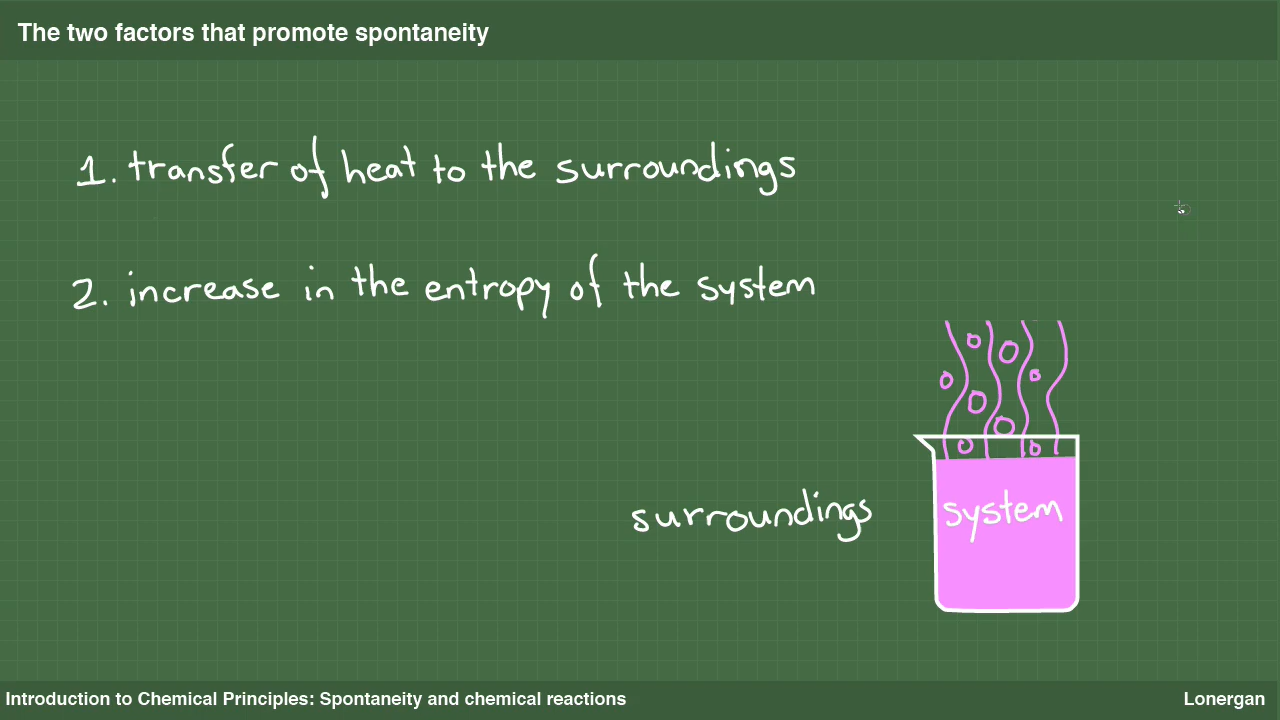 The two factors that promote spontaneity
1. transfer of heat to the surroundings
2. increase in the entropy of the system
surroundings
system
Introduction to Chemical Principles: Spontaneity and chemical reactions
Lonergan